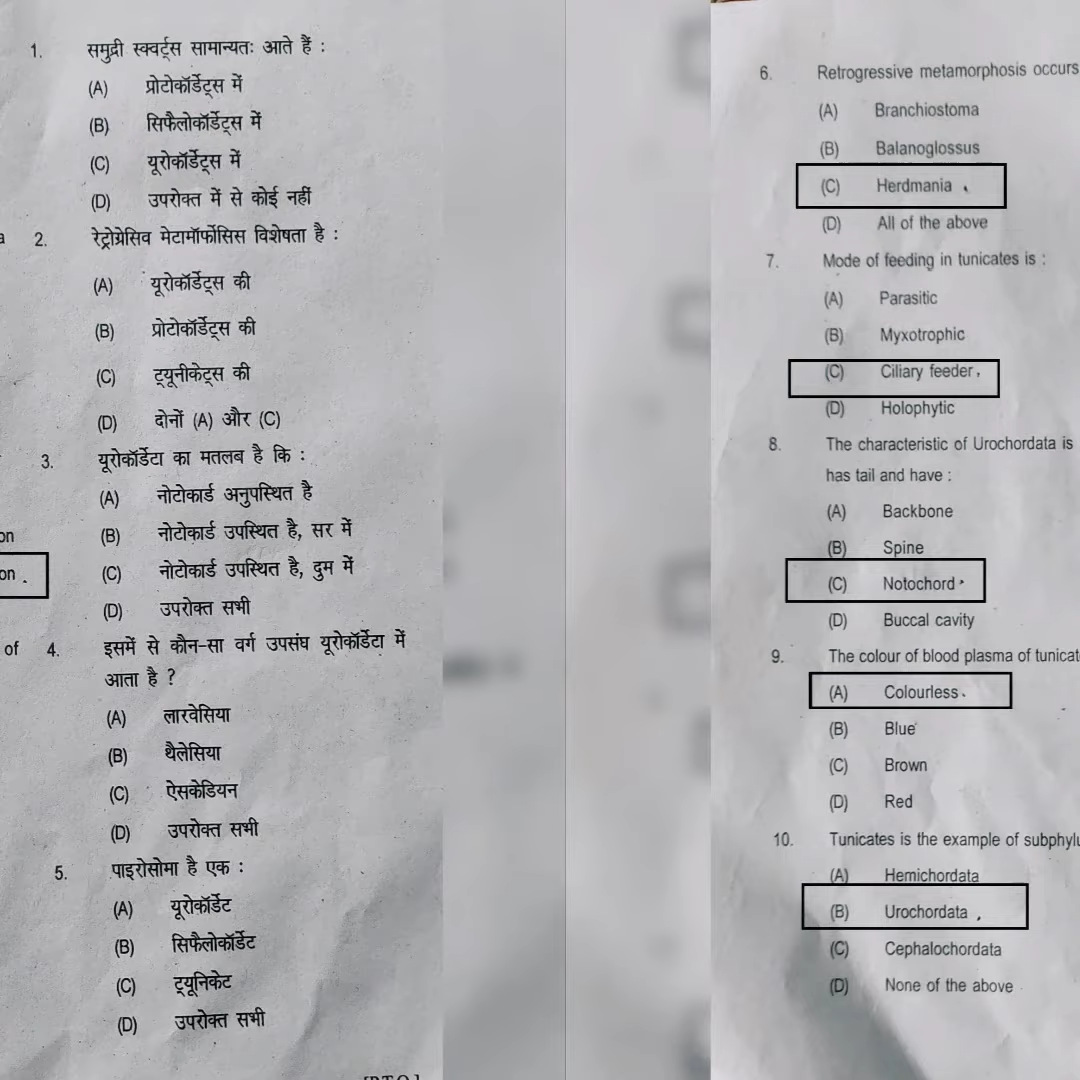 1. समुद्री स्क्वर्ट्स सामान्यतः आते हैं :
(A) प्रोटोकॉर्डेट्स में
(B) सिफैलोकॉर्डेट्स में
(C) यूरोकॉर्डेट्स में
(D) उपरोक्त में से कोई नहीं
a
2. रेट्रोग्रेसिव मेटामॉर्फोसिस विशेषता है :
(A) यूरोकॉर्डेट्स की
(B) प्रोटोकॉर्डेट्स की
(C) ट्यूनीकेट्स की
(D) दोनों (A) और (C)
3. यूरोकॉर्डेटा का मतलब है कि :
(A) नोटोकार्ड अनुपस्थित है
on
(B) नोटोकार्ड उपस्थित है, सर में
on .
(C) नोटोकार्ड उपस्थित है, दुम में
(D) उपरोक्त सभी
of
4. इसमें से कौन-सा वर्ग उपसंघ यूरोकॉर्डेटा में
आता है ?
(A) लारवेसिया
(B) थैलेसिया
(C) ऐसकेडियन
(D) उपरोक्त सभी
5. पाइरोसोमा है एक :
(A) यूरोकॉर्डेट
(B) सिफैलोकॉर्डेट
(C) ट्यूनिकेट
(D) उपरोक्त सभी
6. Retrogressive metamorphosis occurs
(A) Branchiostoma
(B) Balanoglossus
(C) Herdmania
(D) All of the above
7. Mode of feeding in tunicates is :
(A) Parasitic
(B) Myxotrophic
(C) Ciliary feeder
(D) Holophytic
8. The characteristic of Urochordata is
has tail and have :
(A) Backbone
(B) Spine
(C) Notochord
(D) Buccal cavity
9. The colour of blood plasma of tunicat
(A) Colourless
(B) Blue
(C) Brown
(D) Red
10. Tunicates is the example of subphylu
(A) Hemichordata
(B) Urochordata
(C) Cephalochordata
(D) None of the above